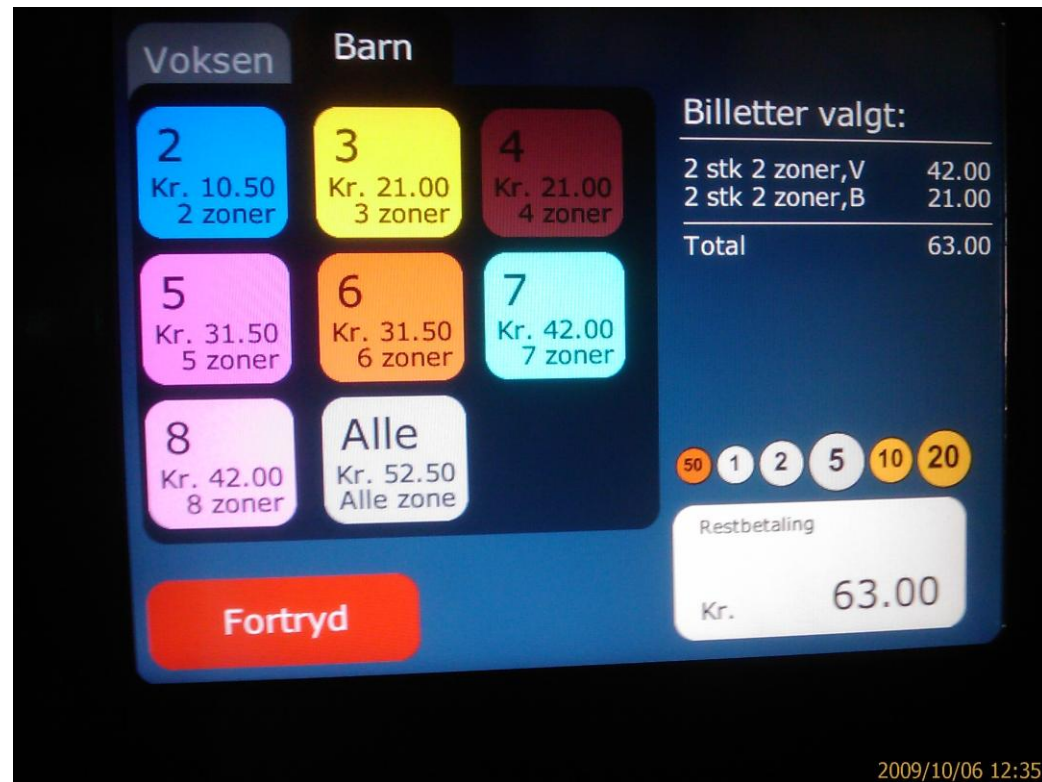 Voksen
Barn
2
Kr. 10.50
2 zoner
3
Kr. 21.00
3 zoner
4
Kr. 21.00
4 zoner
5
Kr. 31.50
5 zoner
6
Kr. 31.50
6 zoner
7
Kr. 42.00
7 zoner
8
Kr. 42.00
8 zoner
Alle
Kr. 52.50
Alle zone
Fortryd
Billetter valgt:
2 stk 2 zoner,V 42.00
2 stk 2 zoner,B 21.00
Total 63.00
50 1 2 5 10 20
Restbetaling
Kr. 63.00
2009/10/06 12:35